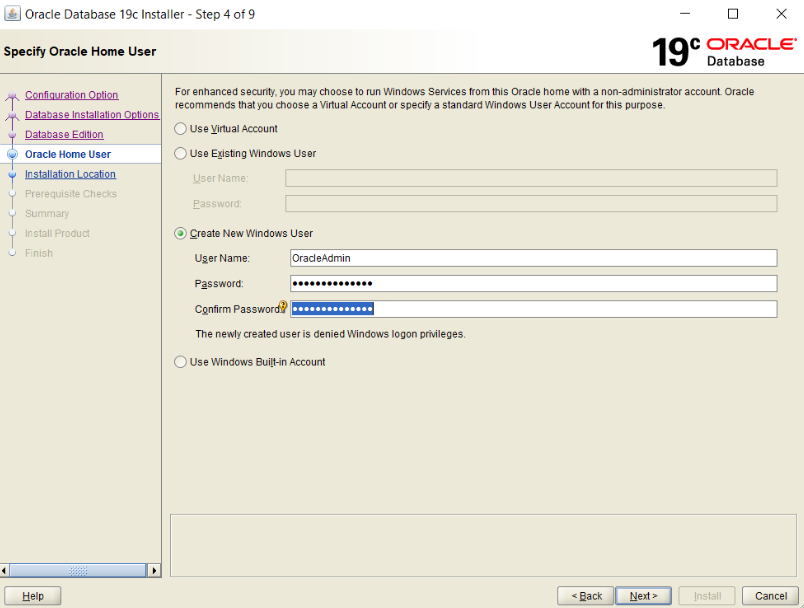 Oracle Database 19c Installer - Step 4 of 9
Specify Oracle Home User
19c ORACLE
Database
Configuration Option
Database Installation Options
Database Edition
Oracle Home User
Installation Location
Prerequisite Checks
Summary
Install Product
Finish
For enhanced security, you may choose to run Windows Services from this Oracle home with a non-administrator account. Oracle
recommends that you choose a Virtual Account or specify a standard Windows User Account for this purpose.
Use Virtual Account
Use Existing Windows User
User Name:
Password:
Create New Windows User
User Name: OracleAdmin
Password: ••••••••••••••
Confirm Password: ••••••••••••••
The newly created user is denied Windows logon privileges.
Use Windows Built-in Account
Help
< Back
Next >
Install
Cancel